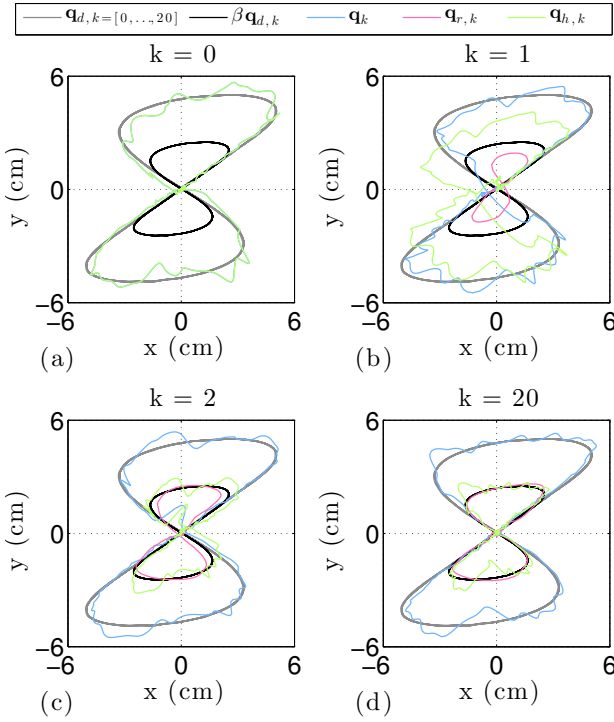 q_{d,k=[0,...,20]} βq_{d,k} q_k q_{r,k} q_{h,k}
k = 0
k = 1
6
0
−6
y (cm)
−6 0 6
x (cm)
(a)
6
0
−6
y (cm)
−6 0 6
x (cm)
(b)
k = 2
k = 20
6
0
−6
y (cm)
−6 0 6
x (cm)
(c)
6
0
−6
y (cm)
−6 0 6
x (cm)
(d)